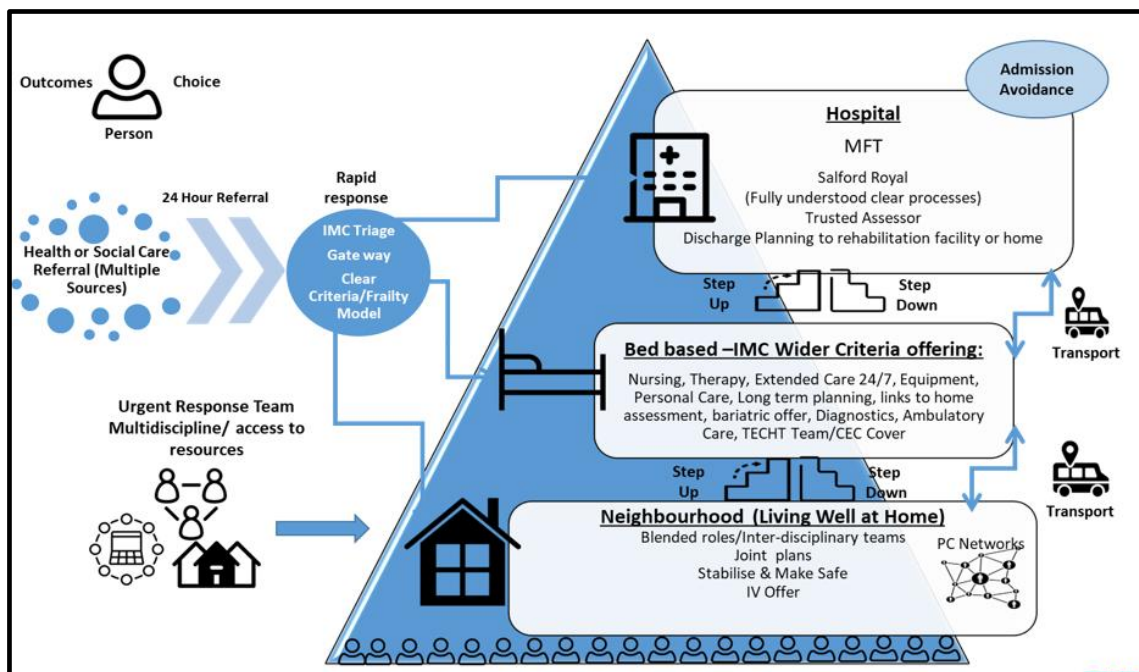 Outcomes
Choice
Person
Health or Social Care
Referral (Multiple
Sources)
24 Hour Referral
Rapid
response
IMC Triage
Gate way
Clear
Criteria/Frailty
Model
Urgent Response Team
Multidiscipline/ access to
resources
Admission
Avoidance
Hospital
MFT
Salford Royal
(Fully understood clear processes)
Trusted Assessor
Discharge Planning to rehabilitation facility or home
Step
Up
Step
Down
Transport
Bed based –IMC Wider Criteria offering:
Nursing, Therapy, Extended Care 24/7, Equipment,
Personal Care, Long term planning, links to home
assessment, bariatric offer, Diagnostics, Ambulatory
Care, TECHT Team/CEC Cover
Step
Up
Step
Down
Transport
Neighbourhood (Living Well at Home)
Blended roles/Inter-disciplinary teams
Joint plans
Stabilise & Make Safe
IV Offer
PC Networks